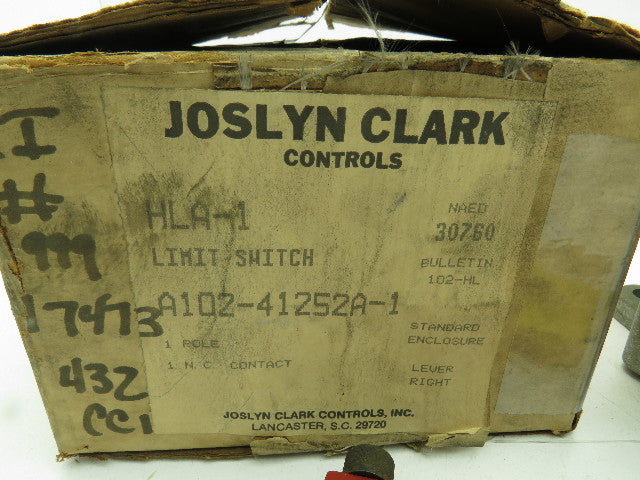 JOSLYN CLARK
CONTROLS
HLA-1
LIMIT SWITCH
A102-41252A-1
1 POLE
1 N.C. CONTACT
NAED
30760
BULLETIN
102-HL
STANDARD
ENCLOSURE
LEVER
RIGHT
JOSLYN CLARK CONTROLS, INC.
LANCASTER, S.C. 29720
#
999
17473
432
CC1